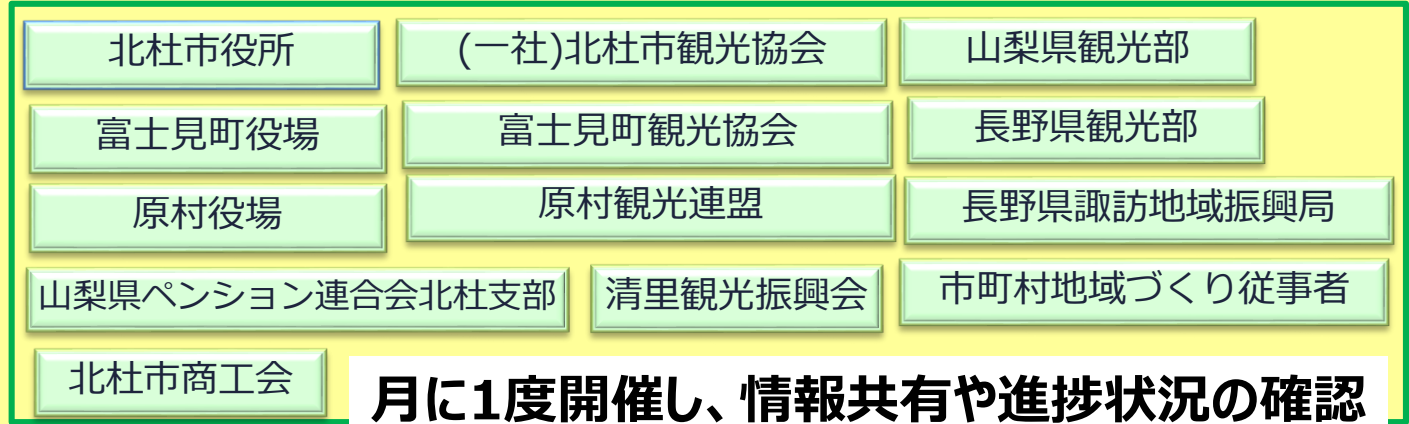 北杜市役所
(一社)北杜市観光協会
山梨県観光部
富士見町役場
富士見町観光協会
長野県観光部
原村役場
原村観光連盟
長野県諏訪地域振興局
山梨県ペンション連合会北杜支部
清里観光振興会
市町村地域づくり従事者
北杜市商工会
月に1度開催し、情報共有や進捗状況の確認